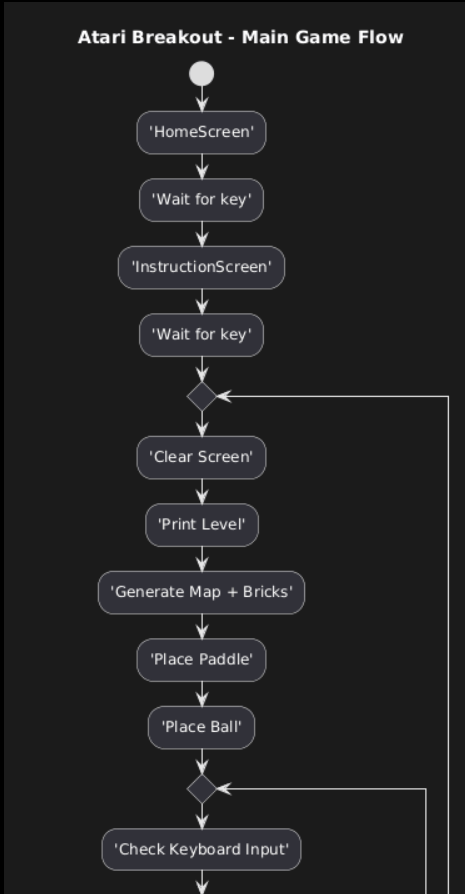 Atari Breakout - Main Game Flow
'HomeScreen'
'Wait for key'
'InstructionScreen'
'Wait for key'
'Clear Screen'
'Print Level'
'Generate Map + Bricks'
'Place Paddle'
'Place Ball'
'Check Keyboard Input'